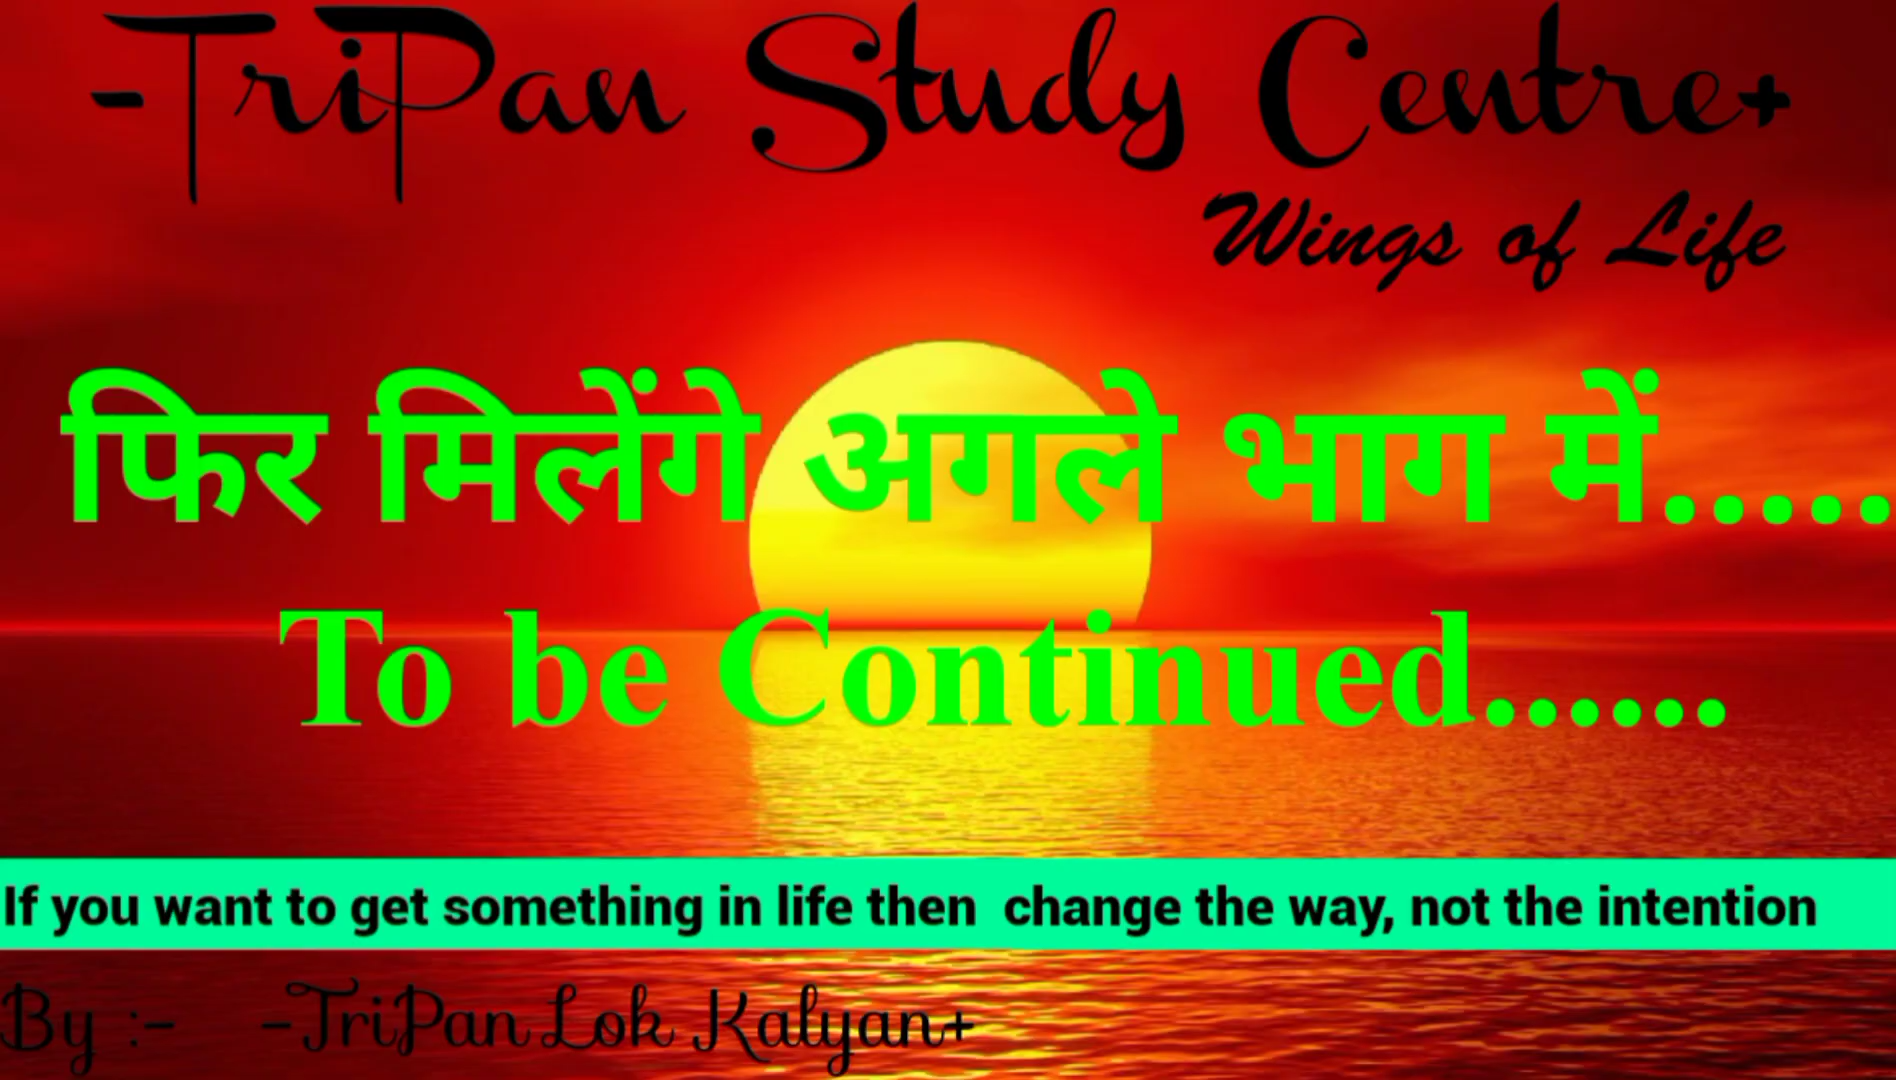 -TriPan Study Centre+
Wings of Life
फिर मिलेंगे अगले भाग में.....
To be Continued......
If you want to get something in life then  change the way, not the intention
By :-   -TriPan Lok Kalyan+